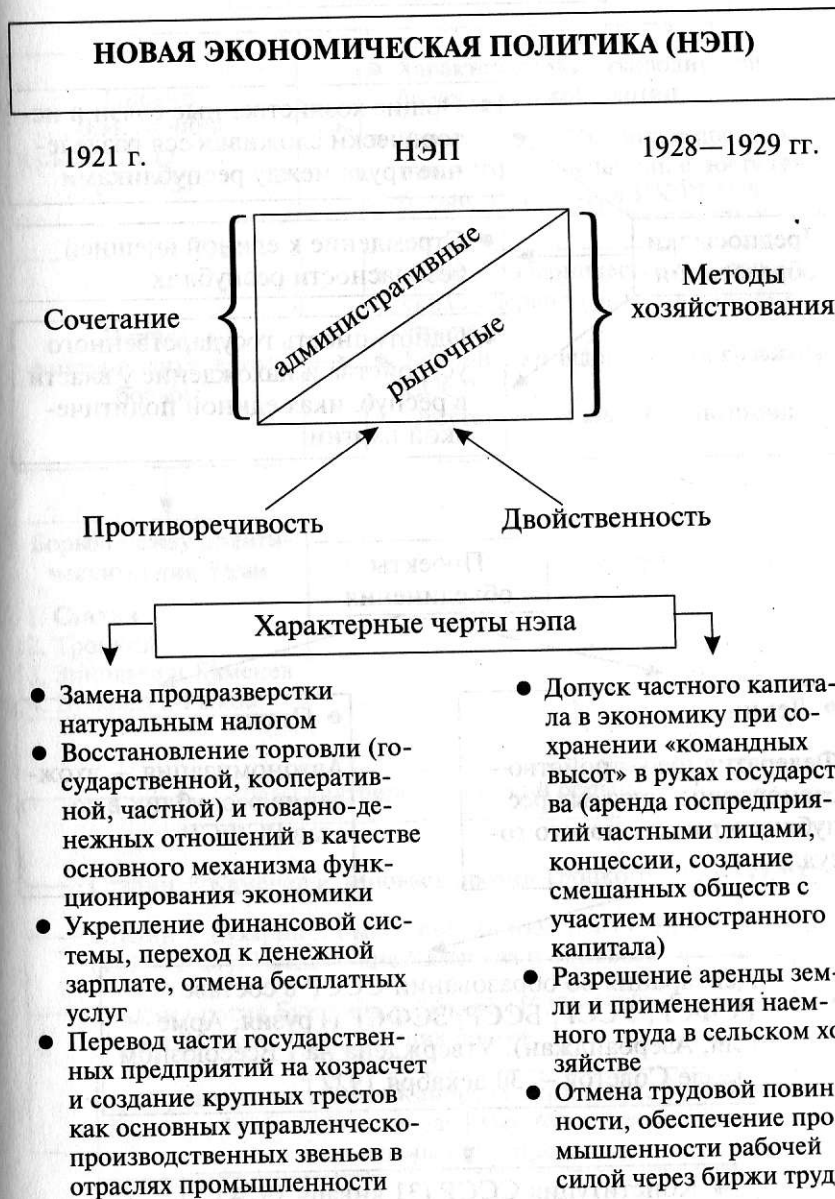 НОВАЯ ЭКОНОМИЧЕСКАЯ ПОЛИТИКА (НЭП)
1921 г.
НЭП
1928—1929 гг.
Сочетание
административные
рыночные
Методы
хозяйствования
Противоречивость
Двойственность
Характерные черты нэпа
● Замена продразверстки
натуральным налогом
● Восстановление торговли (го-
сударственной, кооператив-
ной, частной) и товарно-де-
нежных отношений в качестве
основного механизма функ-
ционирования экономики
● Укрепление финансовой сис-
темы, переход к денежной
зарплате, отмена бесплатных
услуг
● Перевод части государствен-
ных предприятий на хозрасчет
и создание крупных трестов
как основных управленческо-
производственных звеньев в
отраслях промышленности
● Допуск частного капита-
ла в экономику при со-
хранении «командных
высот» в руках государст
ва (аренда госпредприя-
тий частными лицами,
концессии, создание
смешанных обществ с
участием иностранного
капитала)
● Разрешение аренды зем-
ли и применения наем-
ного труда в сельском хо
зяйстве
● Отмена трудовой повин
ности, обеспечение про-
мышленности рабочей
силой через биржи труд